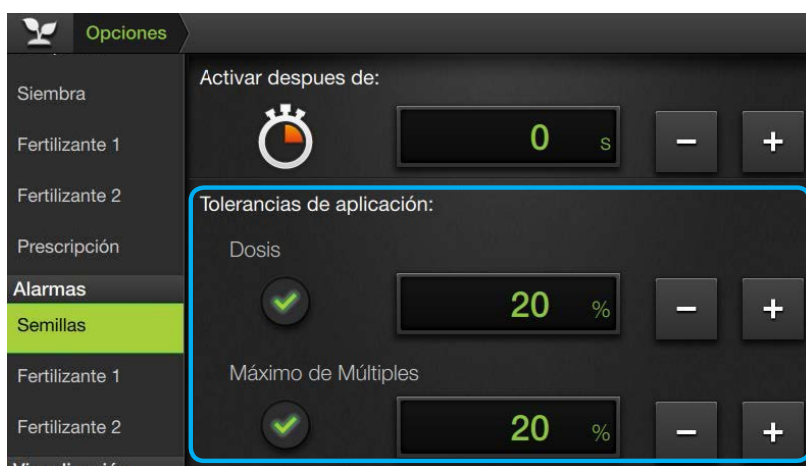 Opciones
Siembra
Fertilizante 1
Fertilizante 2
Prescripción
Alarmas
Semillas
Fertilizante 1
Fertilizante 2
Activar despues de:
0 s
Tolerancias de aplicación:
Dosis
20 %
Máximo de Múltiples
20 %